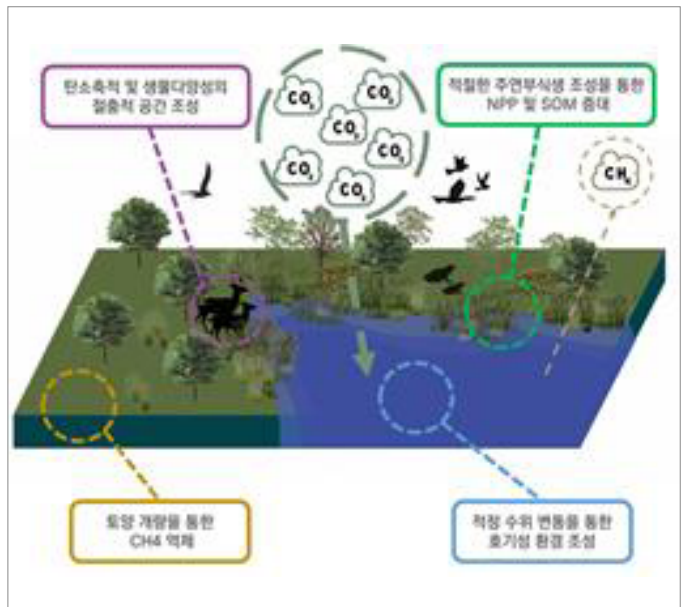 탄소축적 및 생물다양성의
절충적 공간 조성
적절한 주연부식생 조성을 통한
NPP 및 SOM 증대
CO₂
CO₂
CO₂
CO₂
CO₂
CO₂
CH₄
토양 개량을 통한
CH4 억제
적정 수위 변동을 통한
호기성 환경 조성